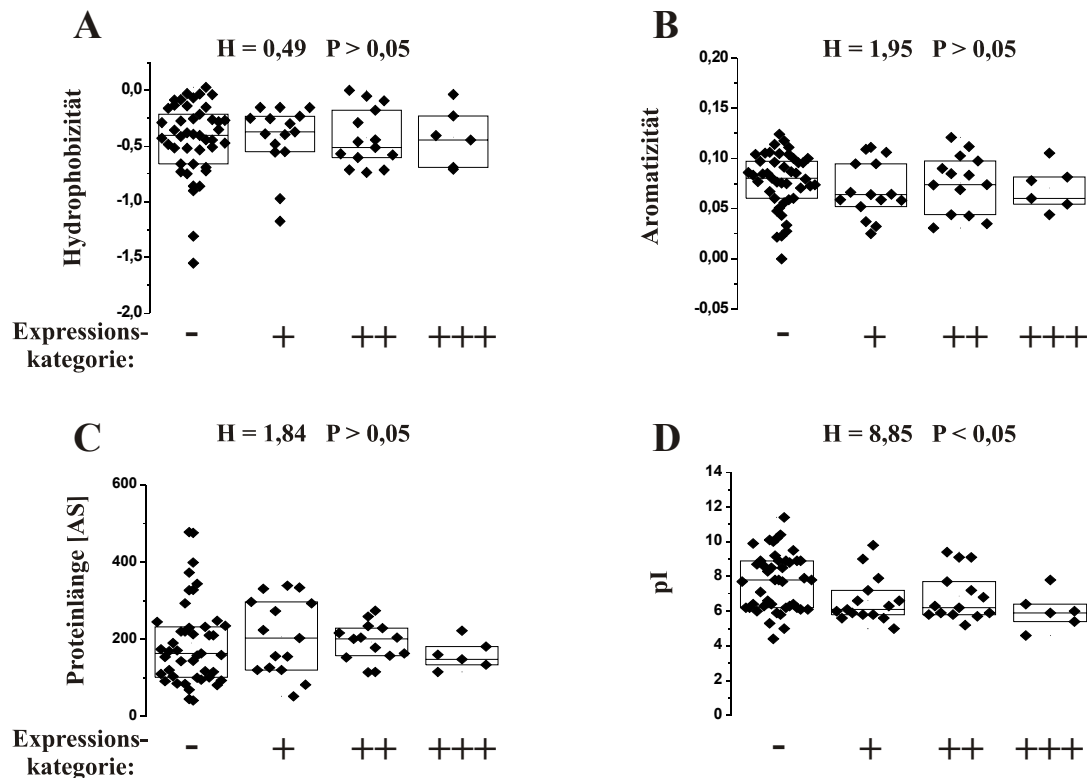 A
H = 0,49 P > 0,05
Hydrophobizität
0,0
-0,5
-1,0
-1,5
-2,0
Expressions-
kategorie:
- + ++ +++
B
H = 1,95 P > 0,05
Aromatizität
0,20
0,15
0,10
0,05
0,00
-0,05
- + ++ +++
C
H = 1,84 P > 0,05
Proteinlänge [AS]
600
400
200
0
Expressions-
kategorie:
- + ++ +++
D
H = 8,85 P < 0,05
pI
14
12
10
8
6
4
2
0
- + ++ +++